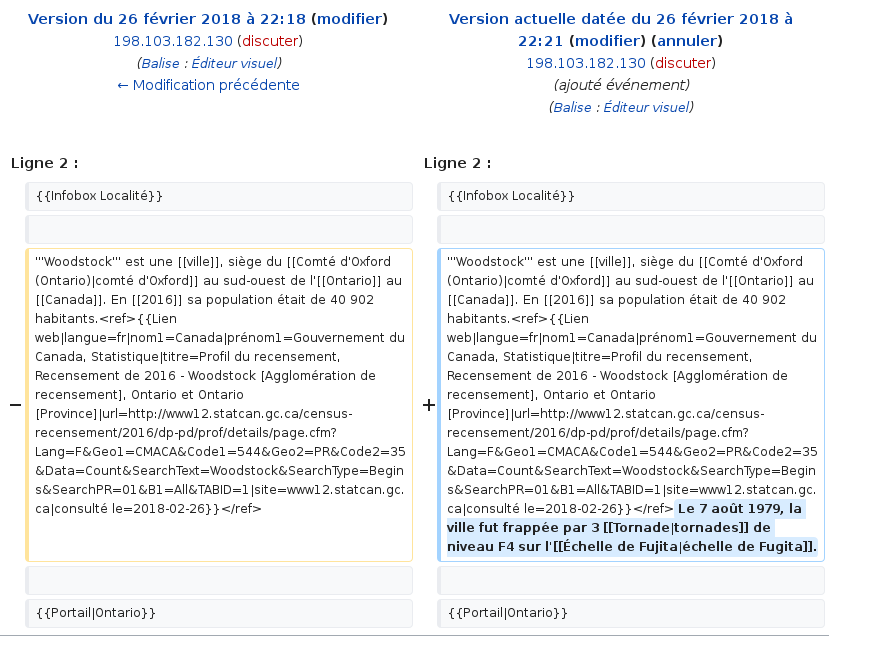 Version du 26 février 2018 à 22:18 (modifier)
198.103.182.130 (discuter)
(Balise : Éditeur visuel)
← Modification précédente
Version actuelle datée du 26 février 2018 à
22:21 (modifier) (annuler)
198.103.182.130 (discuter)
(ajouté événement)
(Balise : Éditeur visuel)
Ligne 2 :
Ligne 2 :
{{Infobox Localité}}
{{Infobox Localité}}
−
'''Woodstock''' est une [[ville]], siège du [[Comté d'Oxford
(Ontario)|comté d'Oxford]] au sud-ouest de l'[[Ontario]] au
[[Canada]]. En [[2016]] sa population était de 40 902
habitants.<ref>{{Lien
web|langue=fr|nom1=Canada|prénom1=Gouvernement du
Canada, Statistique|titre=Profil du recensement,
Recensement de 2016 - Woodstock [Agglomération de
recensement], Ontario et Ontario
[Province]|url=http://www12.statcan.gc.ca/census-
recensement/2016/dp-pd/prof/details/page.cfm?
Lang=F&Geo1=CMACA&Code1=544&Geo2=PR&Code2=35
&Data=Count&SearchText=Woodstock&SearchType=Begin
s&SearchPR=01&B1=All&TABID=1|site=www12.statcan.gc.
ca|consulté le=2018-02-26}}</ref>
+
'''Woodstock''' est une [[ville]], siège du [[Comté d'Oxford
(Ontario)|comté d'Oxford]] au sud-ouest de l'[[Ontario]] au
[[Canada]]. En [[2016]] sa population était de 40 902
habitants.<ref>{{Lien
web|langue=fr|nom1=Canada|prénom1=Gouvernement du
Canada, Statistique|titre=Profil du recensement,
Recensement de 2016 - Woodstock [Agglomération de
recensement], Ontario et Ontario
[Province]|url=http://www12.statcan.gc.ca/census-
recensement/2016/dp-pd/prof/details/page.cfm?
Lang=F&Geo1=CMACA&Code1=544&Geo2=PR&Code2=35
&Data=Count&SearchText=Woodstock&SearchType=Begin
s&SearchPR=01&B1=All&TABID=1|site=www12.statcan.gc.
ca|consulté le=2018-02-26}}</ref> Le 7 août 1979, la
ville fut frappée par 3 [[Tornade|tornades]] de
niveau F4 sur l'[[Échelle de Fujita|échelle de Fugita]].
{{Portail|Ontario}}
{{Portail|Ontario}}